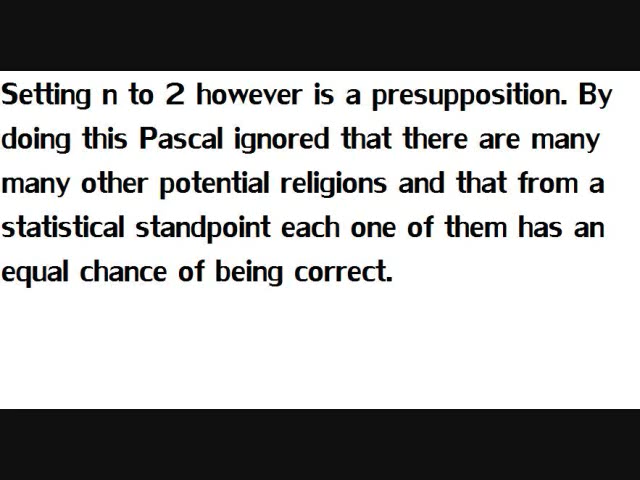 Setting n to 2 however is a presupposition. By
doing this Pascal ignored that there are many
many other potential religions and that from a
statistical standpoint each one of them has an
equal chance of being correct.